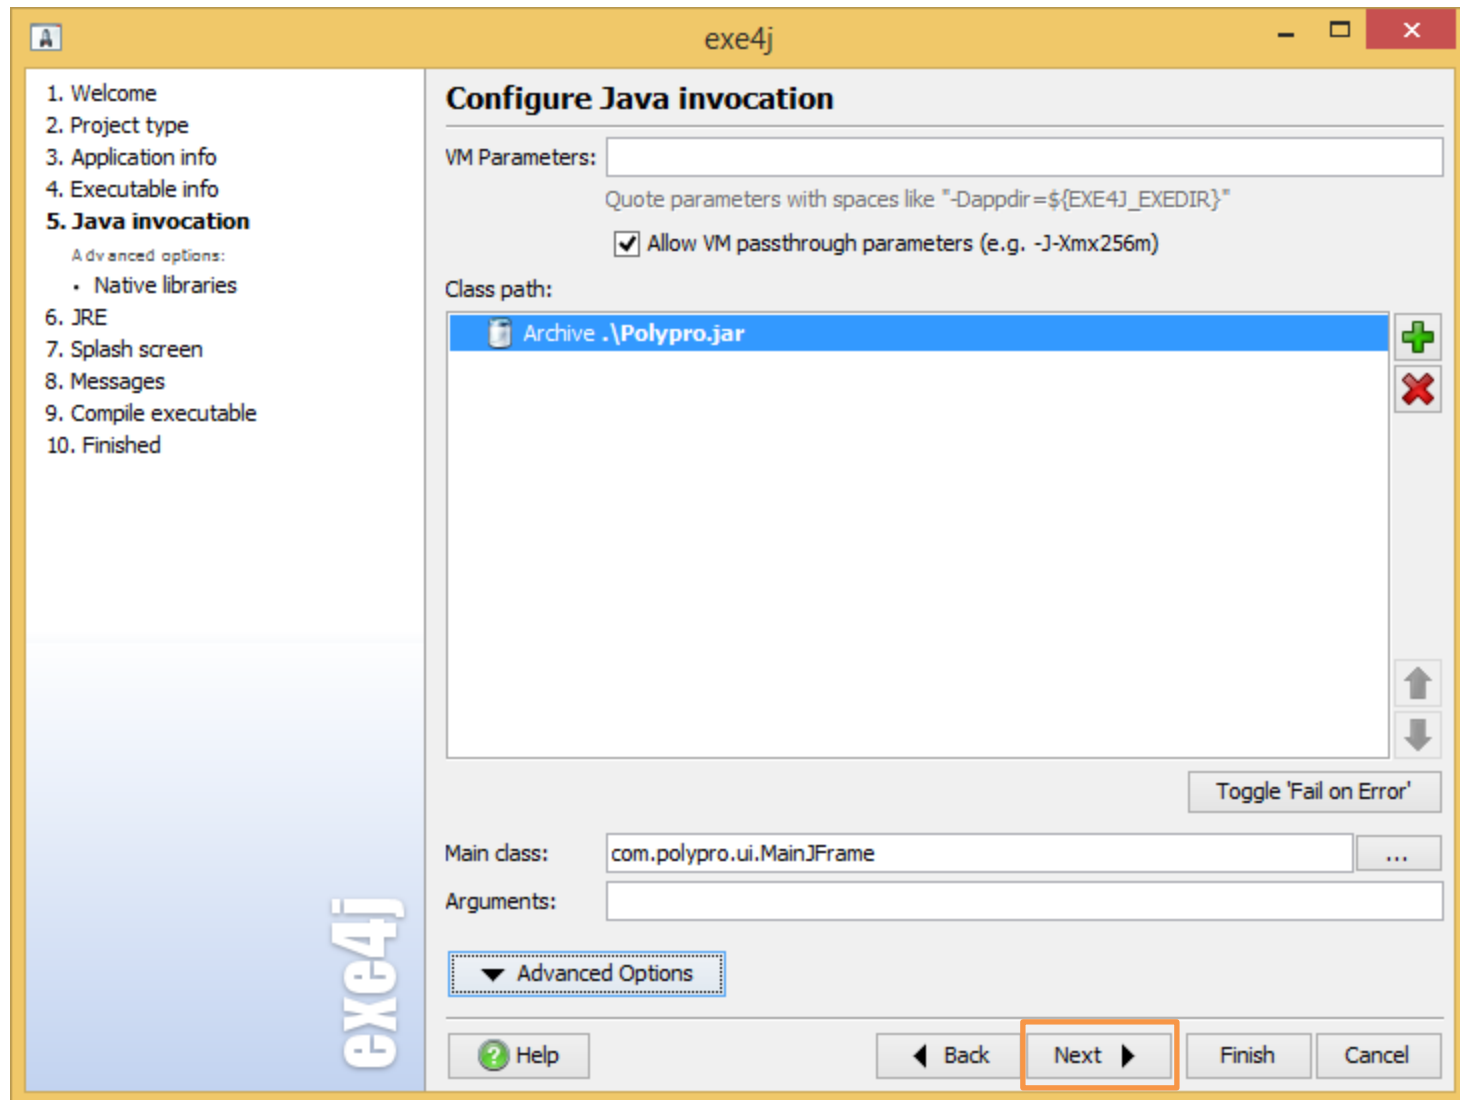 exe4j
1. Welcome
2. Project type
3. Application info
4. Executable info
5. Java invocation
Advanced options:
• Native libraries
6. JRE
7. Splash screen
8. Messages
9. Compile executable
10. Finished
exe4j
Configure Java invocation
VM Parameters:
Quote parameters with spaces like "-Dappdir=${EXE4J_EXEDIR}"
Allow VM passthrough parameters (e.g. -J-Xmx256m)
Class path:
Archive .\Polypro.jar
Toggle 'Fail on Error'
Main class: com.polypro.ui.MainJFrame ...
Arguments:
Advanced Options
Help Back Next Finish Cancel